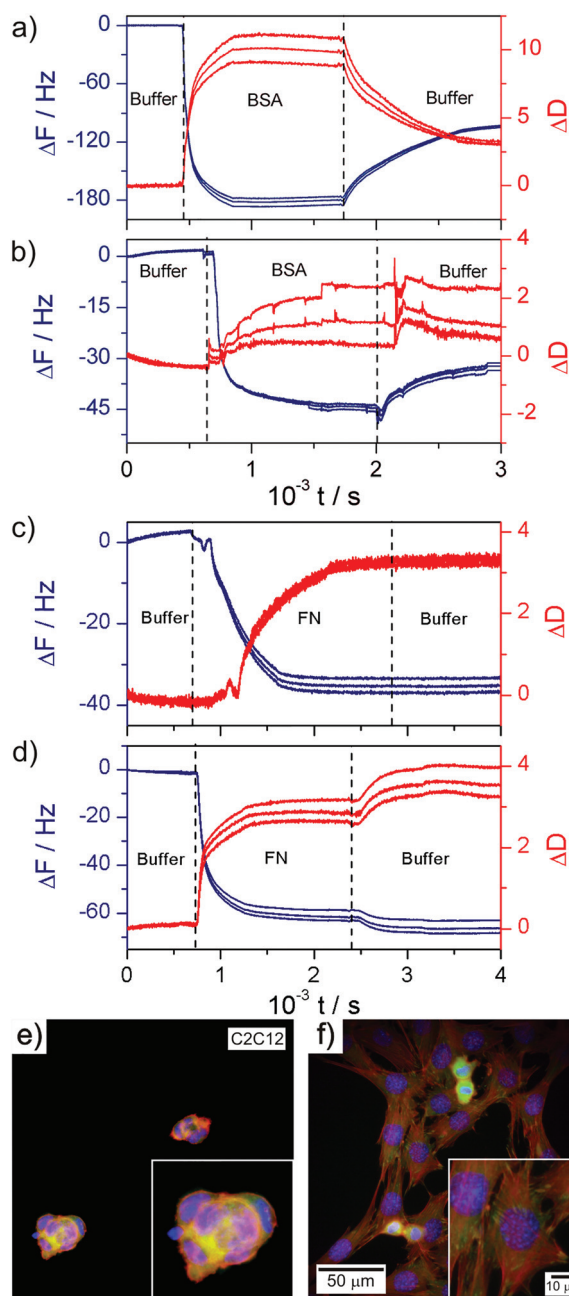 a)
0
-60
-120
-180
ΔF / Hz
Buffer
BSA
Buffer
10
5
0
ΔD
b)
0
-15
-30
-45
ΔF / Hz
Buffer
BSA
Buffer
4
2
0
-2
ΔD
0 1 2 3
10⁻³ t / s
c)
0
-20
-40
ΔF / Hz
Buffer
FN
Buffer
4
2
0
ΔD
d)
0
-20
-40
-60
ΔF / Hz
Buffer
FN
Buffer
4
2
0
ΔD
0 1 2 3 4
10⁻³ t / s
e)
C2C12
f)
50 μm